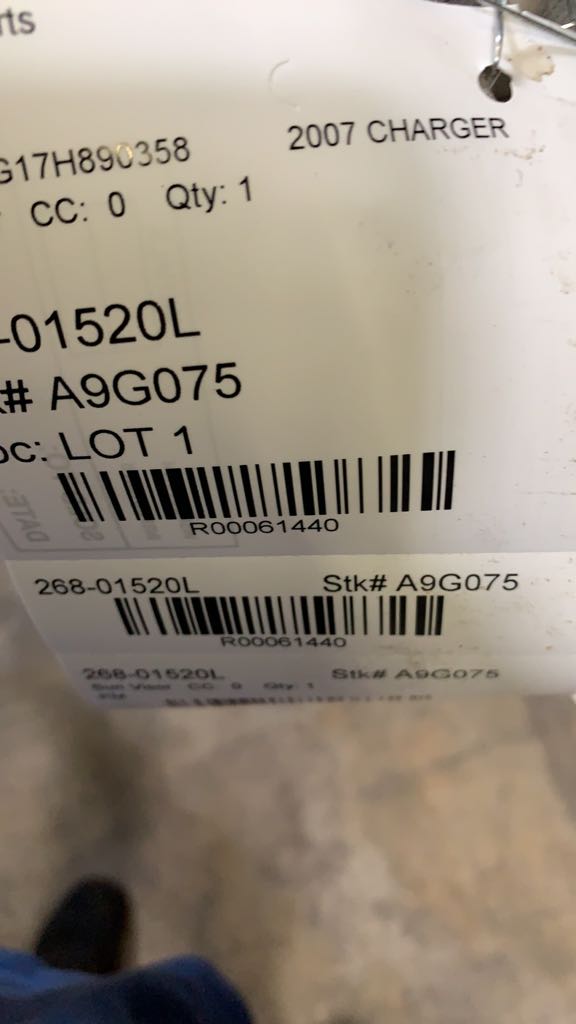 rts
G17H890358 2007 CHARGER
CC: 0 Qty: 1
-01520L
# A9G075
oc: LOT 1
R00061440
268-01520L Stk# A9G075
R00061440
268-01520L Stk# A9G075
Sun Visor CC: 0 Qty: 1